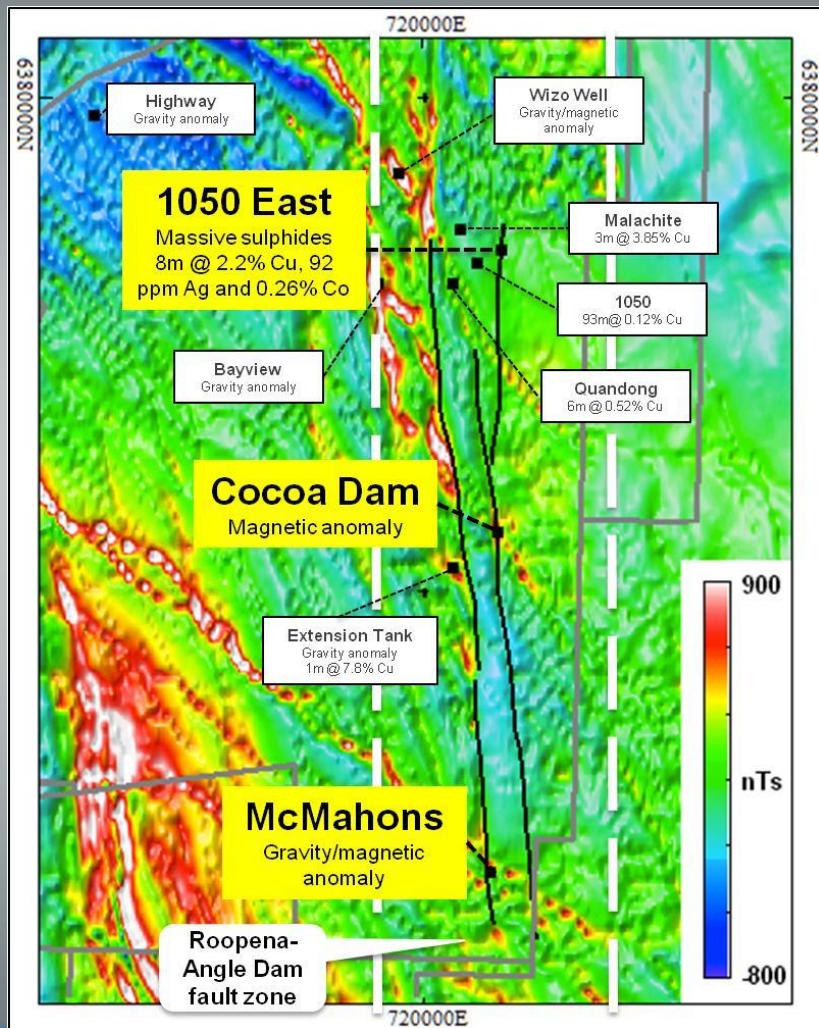 720000E
6380000N
6380000N
Highway
Gravity anomaly
Wizo Well
Gravity/magnetic
anomaly
1050 East
Massive sulphides
8m @ 2.2% Cu, 92
ppm Ag and 0.26% Co
Malachite
3m @ 3.85% Cu
1050
93m@ 0.12% Cu
Bayview
Gravity anomaly
Quandong
6m @ 0.52% Cu
Cocoa Dam
Magnetic anomaly
Extension Tank
Gravity anomaly
1m @ 7.8% Cu
900
nTs
-800
McMahons
Gravity/magnetic
anomaly
Roopena-
Angle Dam
fault zone
720000E